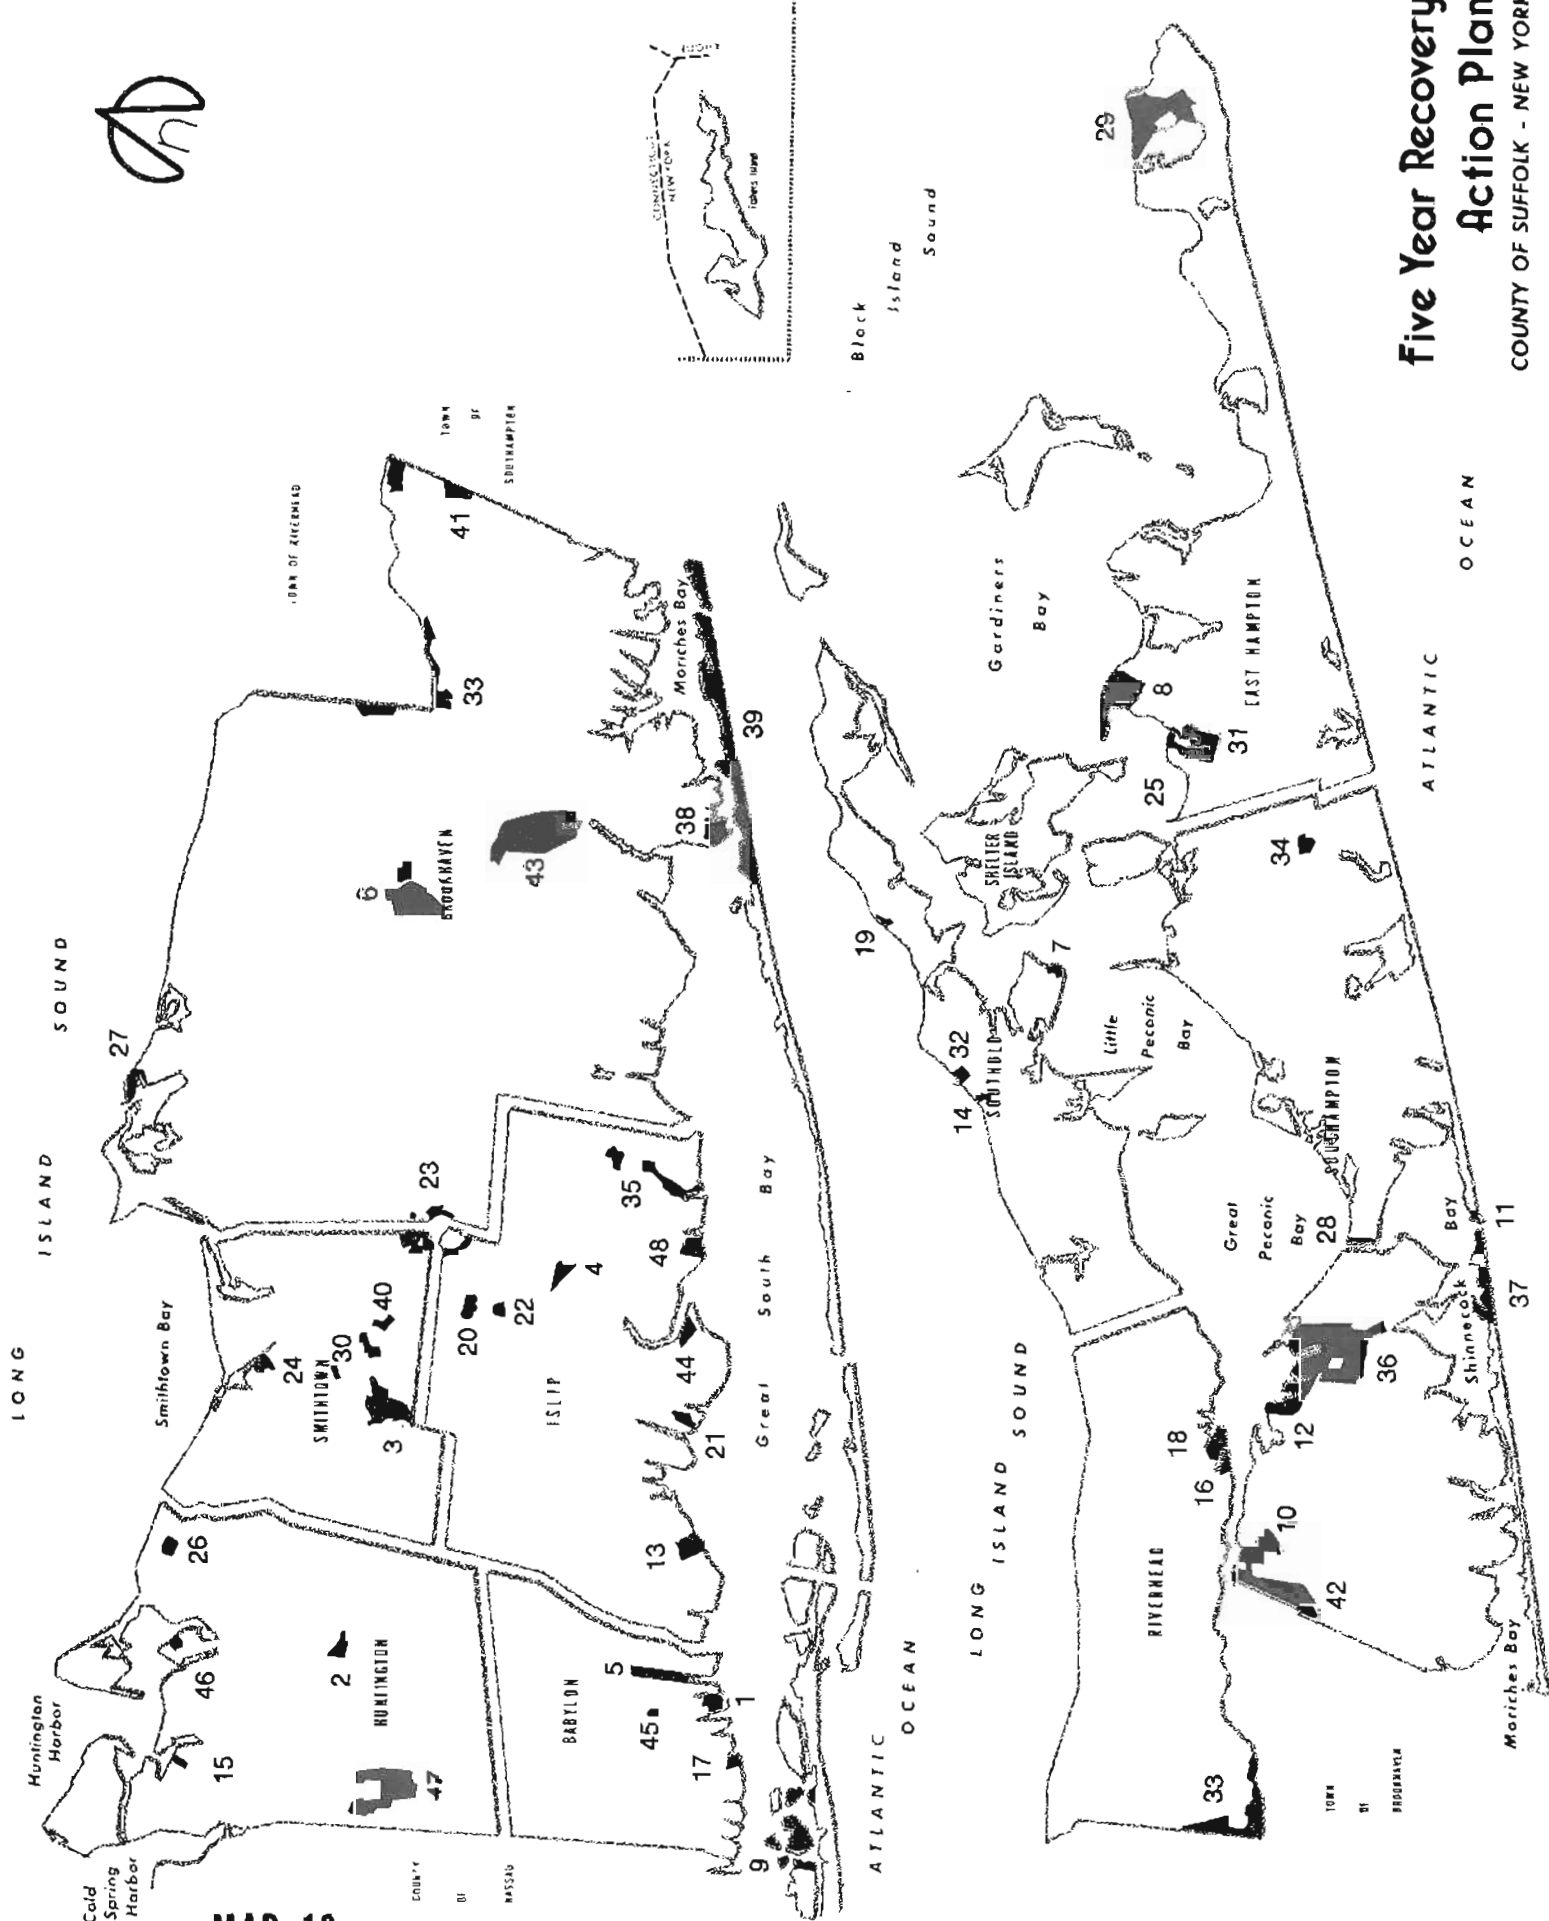 MAP 10
Five Year Recovery
Action Plan
COUNTY OF SUFFOLK - NEW YORK
LONG
ISLAND
SOUND
Cold
Spring
Harbor
Huntington
Harbor
Smithtown Bay
COUNTY
OF
NASSAU
HUNTINGTON
BABYLON
SMITHTOWN
ISLIP
BROOKHAVEN
TOWN OF RIVERHEAD
TOWN
OF
SOUTHAMPTON
Great
South
Bay
Moriches Bay
ATLANTIC
OCEAN
15
46
26
2
47
45
5
1
17
9
13
21
44
48
35
3
24
30
40
23
20
22
4
27
6
43
38
39
33
41
CONNECTICUT
NEW YORK
Fishers Island
Block
Island
Sound
LONG
ISLAND
SOUND
RIVERHEAD
SOUTHOLD
SHELTER
ISLAND
SOUTHAMPTON
EAST HAMPTON
Gardiners
Bay
Little
Peconic
Bay
Great
Peconic
Bay
Shinnecock
Bay
Moriches Bay
TOWN
OF
BROOKHAVEN
ATLANTIC
OCEAN
33
42
10
16
18
12
36
28
37
11
14
32
19
7
34
25
31
8
29